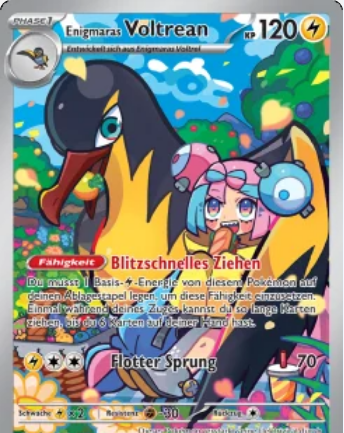 PHASE 1
Enigmaras Voltrean KP 120
Entwickelt sich aus Enigmaras Voltrel
Fähigkeit Blitzschnelles Ziehen
Du musst 1 Basis- -Energie von diesem Pokémon auf
deinen Ablagestapel legen, um diese Fähigkeit einzusetzen.
Einmal während deines Zuges kannst du so lange Karten
ziehen, bis du 6 Karten auf deiner Hand hast.
Flotter Sprung 70
Schwäche ×2 Resistenz -30 Rückzug